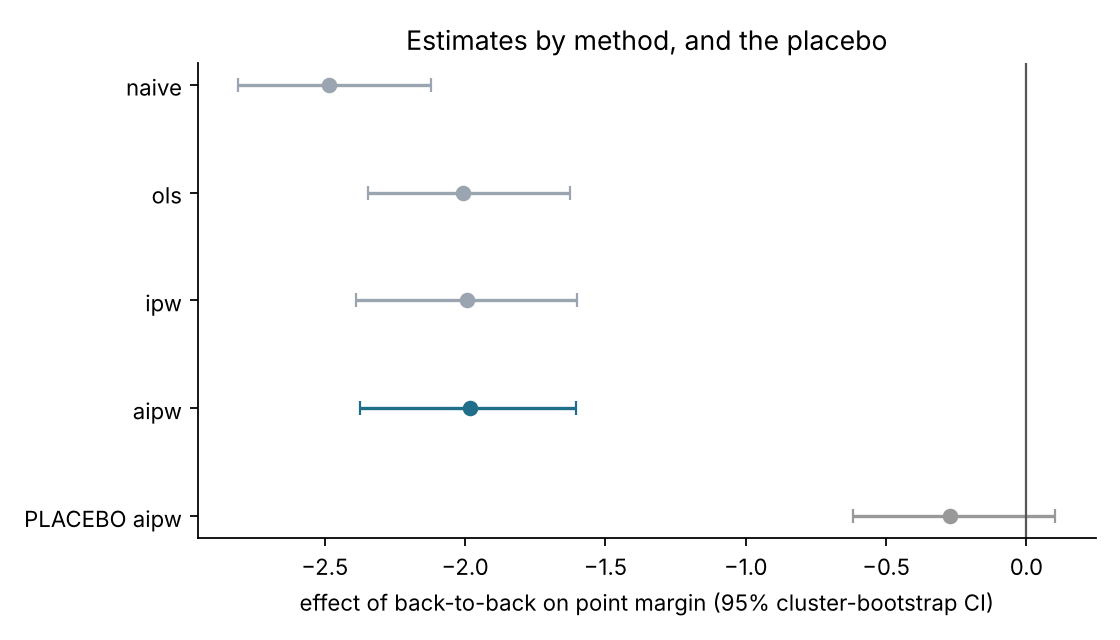 Estimates by method, and the placebo
naive
ols
ipw
aipw
PLACEBO aipw
−2.5 −2.0 −1.5 −1.0 −0.5 0.0
effect of back-to-back on point margin (95% cluster-bootstrap CI)